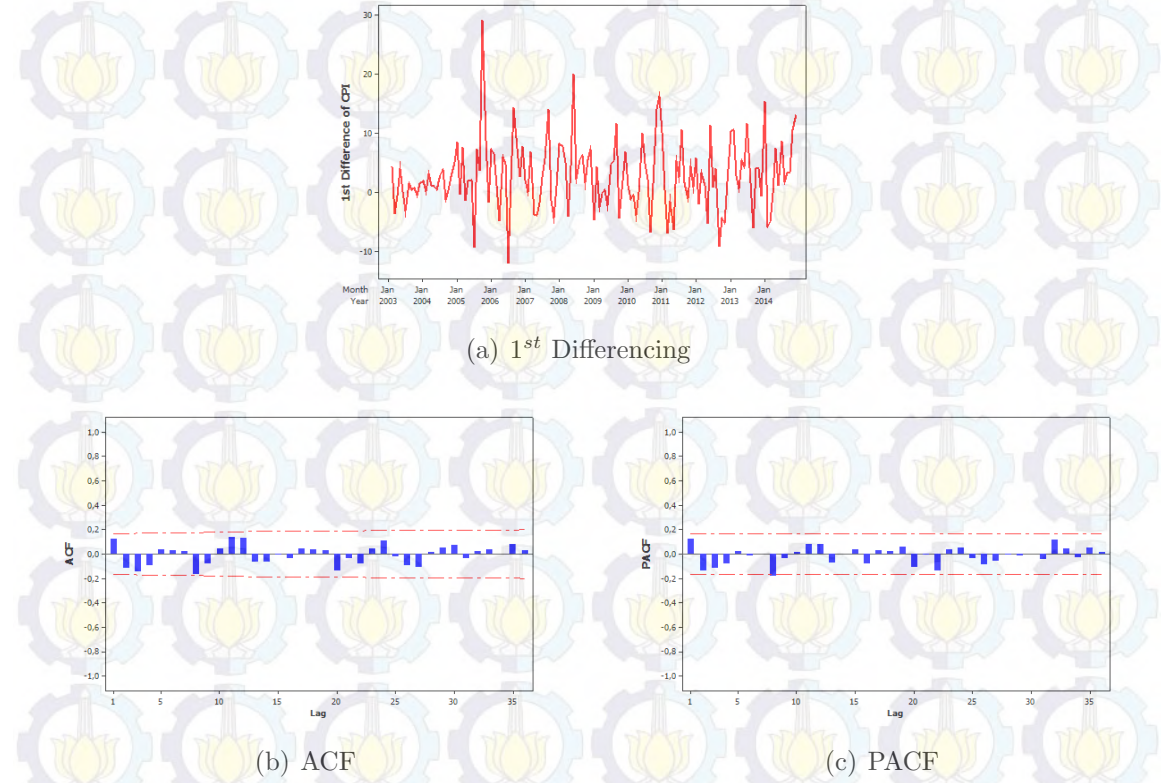 30
20
10
0
-10
1st Difference of CPI
Month Jan Jan Jan Jan Jan Jan Jan Jan Jan Jan Jan Jan
Year 2003 2004 2005 2006 2007 2008 2009 2010 2011 2012 2013 2014
(a) 1st Differencing
1,0
0,8
0,6
0,4
0,2
0,0
-0,2
-0,4
-0,6
-0,8
-1,0
ACF
1 5 10 15 20 25 30 35
Lag
(b) ACF
1,0
0,8
0,6
0,4
0,2
0,0
-0,2
-0,4
-0,6
-0,8
-1,0
PACF
1 5 10 15 20 25 30 35
Lag
(c) PACF